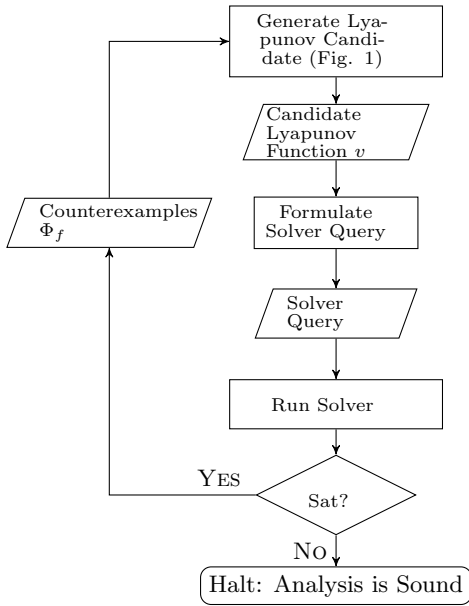 Generate Lya-
punov Candi-
date (Fig. 1)
Candidate
Lyapunov
Function v
Counterexamples
Φf
Formulate
Solver Query
Solver
Query
Run Solver
Sat?
YES
NO
Halt: Analysis is Sound